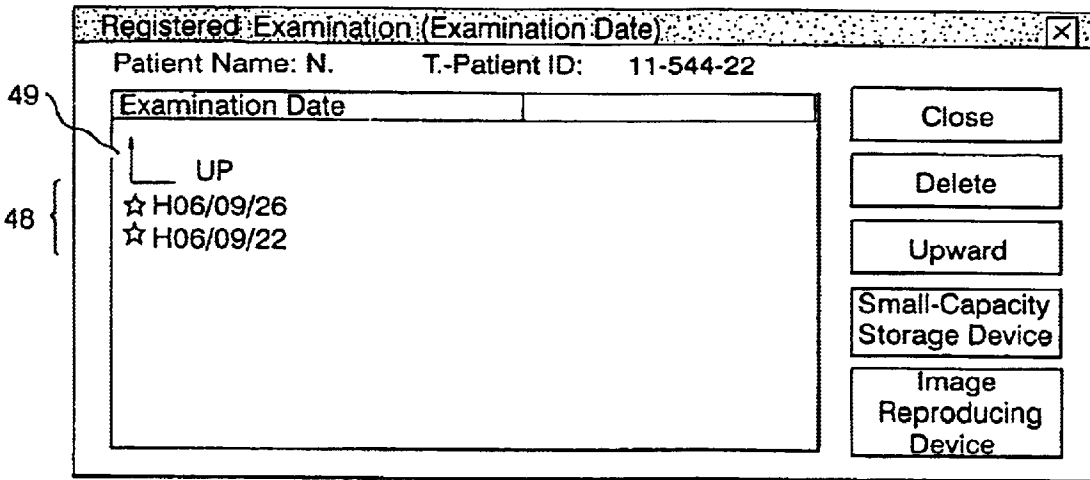 Registered Examination (Examination Date)
Patient Name: N. T.-Patient ID: 11-544-22
49
Examination Date
UP
48
☆ H06/09/26
☆ H06/09/22
Close
Delete
Upward
Small-Capacity
Storage Device
Image
Reproducing
Device